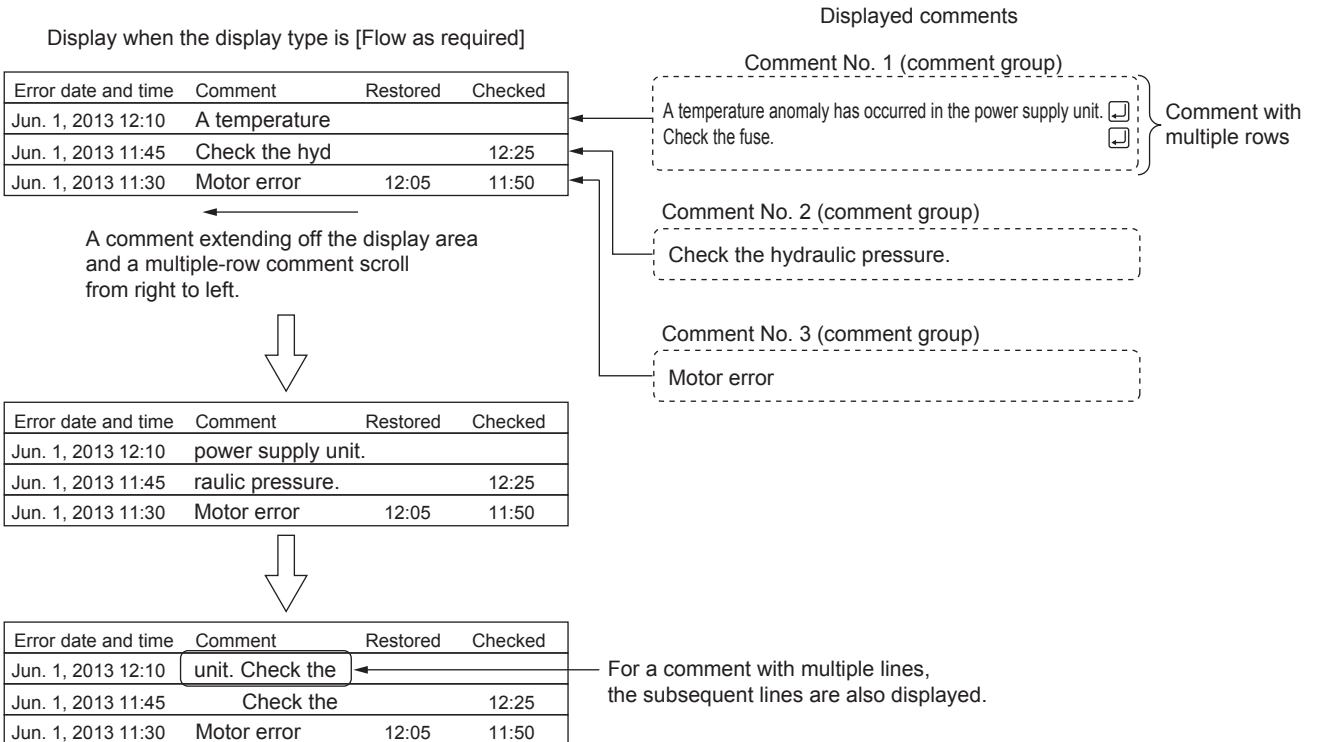 Displayed comments
Display when the display type is [Flow as required]
Comment No. 1 (comment group)
Error date and time Comment Restored Checked
Jun. 1, 2013 12:10 A temperature
Jun. 1, 2013 11:45 Check the hyd 12:25
Jun. 1, 2013 11:30 Motor error 12:05 11:50
A temperature anomaly has occurred in the power supply unit.
Check the fuse.
Comment with
multiple rows
Comment No. 2 (comment group)
Check the hydraulic pressure.
A comment extending off the display area
and a multiple-row comment scroll
from right to left.
Comment No. 3 (comment group)
Motor error
Error date and time Comment Restored Checked
Jun. 1, 2013 12:10 power supply unit.
Jun. 1, 2013 11:45 raulic pressure. 12:25
Jun. 1, 2013 11:30 Motor error 12:05 11:50
Error date and time Comment Restored Checked
Jun. 1, 2013 12:10 unit. Check the
Jun. 1, 2013 11:45 Check the 12:25
Jun. 1, 2013 11:30 Motor error 12:05 11:50
For a comment with multiple lines,
the subsequent lines are also displayed.